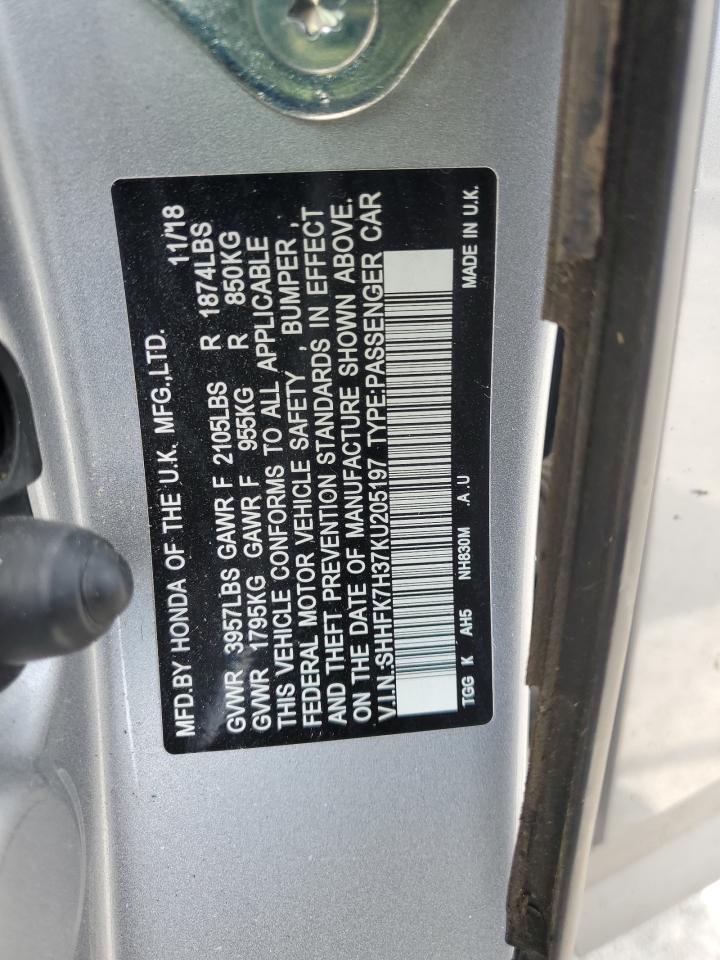 MFD.BY HONDA OF THE U.K. MFG.,LTD. 11/18
GVWR 3957LBS GAWR F 2105LBS R 1874LBS
GVWR 1795KG GAWR F 955KG R 850KG
THIS VEHICLE CONFORMS TO ALL APPLICABLE
FEDERAL MOTOR VEHICLE SAFETY , BUMPER ,
AND THEFT PREVENTION STANDARDS IN EFFECT
ON THE DATE OF MANUFACTURE SHOWN ABOVE.
V.I.N.:SHHFK7H37KU205197 TYPE:PASSENGER CAR
TGG K AH5 NH830M .A.U MADE IN U.K.